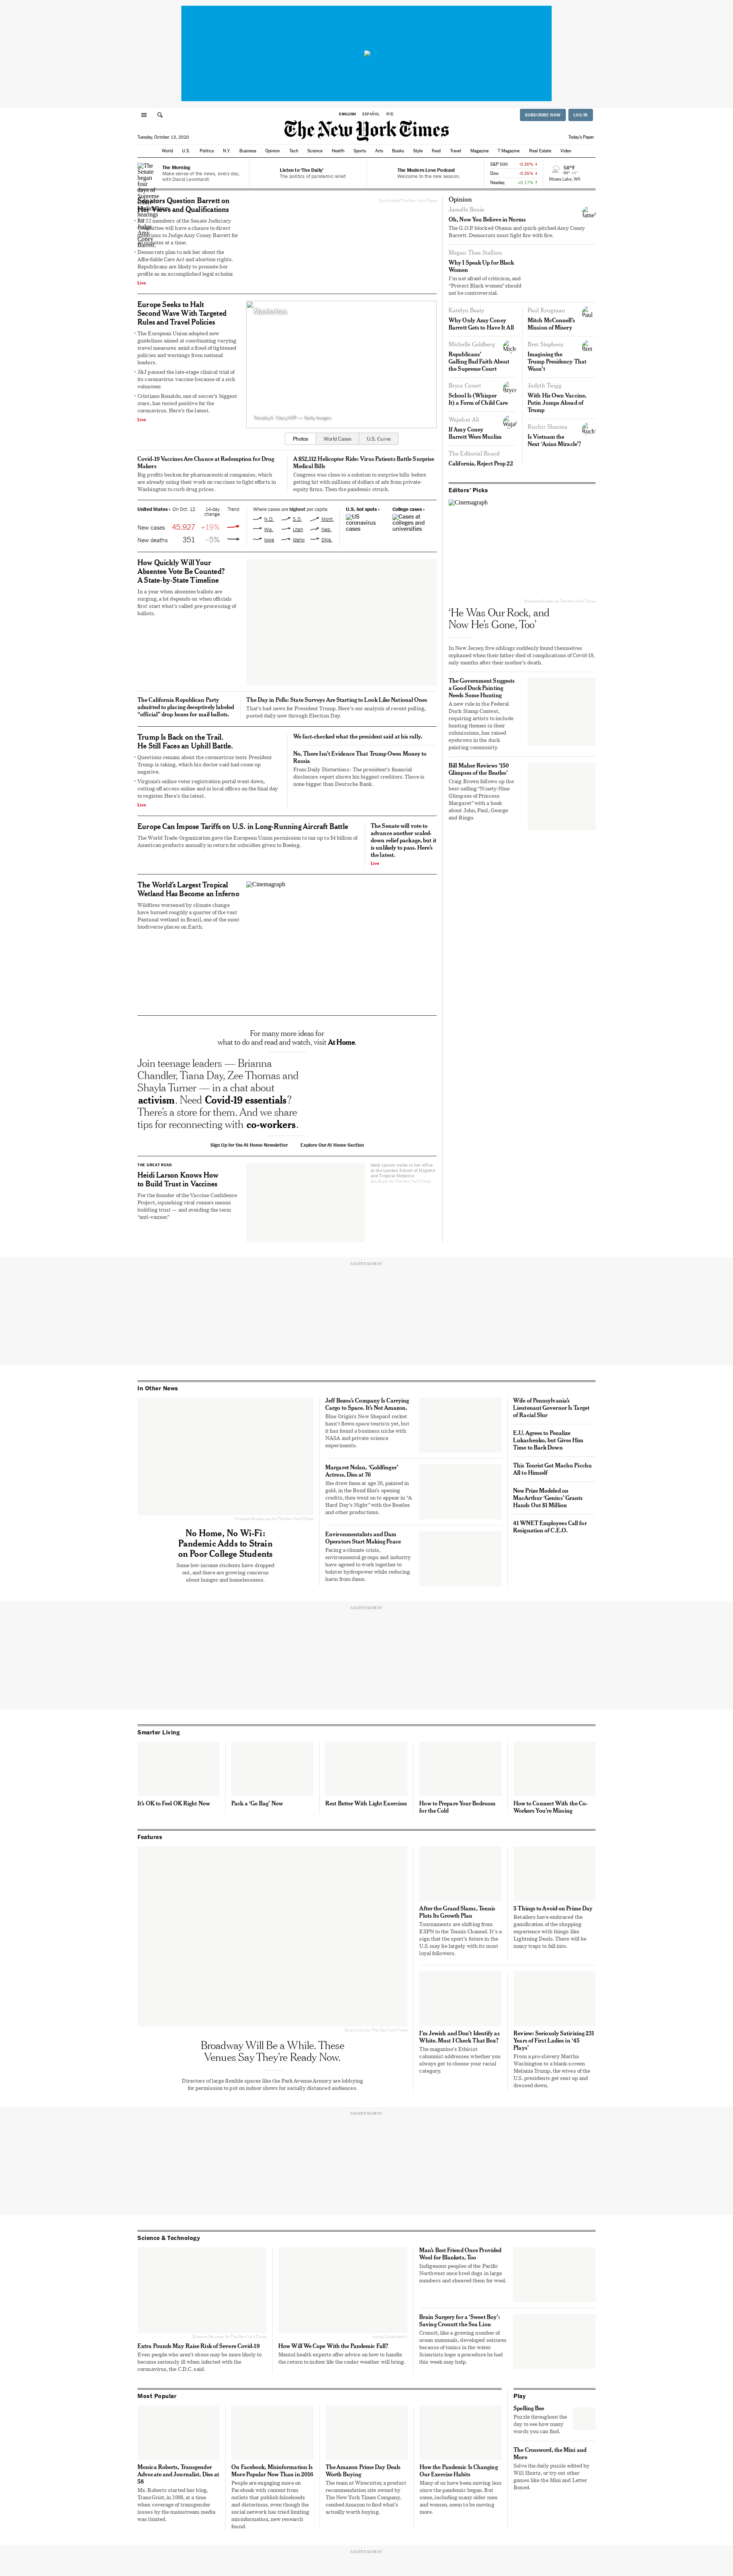 ENGLISH ESPAÑOL 中文
SUBSCRIBE NOW LOG IN
The New York Times
Tuesday, October 13, 2020
Today's Paper
World U.S. Politics N.Y. Business Opinion Tech Science Health Sports Arts Books Style Food Travel Magazine T Magazine Real Estate Video
The Morning
Make sense of the news, every day, with David Leonhardt.
Listen to 'The Daily'
The politics of pandemic relief.
The Modern Love Podcast
Welcome to the new season.
S&P 500 -0.30%
Dow -0.35%
Nasdaq +0.17%
50°F
Moses Lake, WA
Senators Question Barrett on
Her Views and Qualifications
All 22 members of the Senate Judiciary
Committee will have a chance to direct
questions to Judge Amy Coney Barrett for
30 minutes at a time.
Democrats plan to ask her about the
Affordable Care Act and abortion rights.
Republicans are likely to promote her
profile as an accomplished legal scholar.
Live
Europe Seeks to Halt
Second Wave With Targeted
Rules and Travel Policies
The European Union adopted new
guidelines aimed at coordinating varying
travel measures amid a flood of tightened
policies and warnings from national
leaders.
J&J paused the late-stage clinical trial of
its coronavirus vaccine because of a sick
volunteer.
Cristiano Ronaldo, one of soccer's biggest
stars, has tested positive for the
coronavirus. Here's the latest.
Live
Manhattan
Timothy A. Clary/AFP — Getty Images
Photos World Cases U.S. Curve
Covid-19 Vaccines Are a Chance at Redemption for Drug
Makers
Big profits beckon for pharmaceutical companies, which
are already using their work on vaccines to fight efforts in
Washington to curb drug prices.
A $52,112 Helicopter Ride: Virus Patients Battle Surprise
Medical Bills
Congress was close to a solution to surprise bills before
getting hit with millions of dollars of ads from private-
equity firms. Then the pandemic struck.
United States › On Oct. 12 14-day change Trend
New cases 45,927 +19%
New deaths 351 –5%
Where cases are highest per capita
N.D. S.D. Mont.
Wis. Utah Neb.
Iowa Idaho Okla.
U.S. hot spots ›
US coronavirus cases
College cases ›
Cases at colleges and universities
How Quickly Will Your
Absentee Vote Be Counted?
A State-by-State Timeline
In a year when absentee ballots are
surging, a lot depends on when officials
first start what's called pre-processing of
ballots.
The California Republican Party
admitted to placing deceptively labeled
"official" drop boxes for mail ballots.
The Day in Polls: State Surveys Are Starting to Look Like National Ones
That's bad news for President Trump. Here's our analysis of recent polling,
posted daily now through Election Day.
Trump Is Back on the Trail.
He Still Faces an Uphill Battle.
Questions remain about the coronavirus test President
Trump is taking, which his doctor said had come up
negative.
Virginia's online voter registration portal went down,
cutting off access online and in local offices on the final day
to register. Here's the latest.
Live
We fact-checked what the president said at his rally.
No, There Isn't Evidence That Trump Owes Money to
Russia
From Daily Distortions: The president's financial
disclosure report shows his biggest creditors. There is
none bigger than Deutsche Bank.
Europe Can Impose Tariffs on U.S. in Long-Running Aircraft Battle
The World Trade Organization gave the European Union permission to tax up to $4 billion of
American products annually in return for subsidies given to Boeing.
The Senate will vote to
advance another scaled-
down relief package, but it
is unlikely to pass. Here's
the latest.
Live
The World's Largest Tropical
Wetland Has Become an Inferno
Wildfires worsened by climate change
have burned roughly a quarter of the vast
Pantanal wetland in Brazil, one of the most
biodiverse places on Earth.
Cinemagraph
For many more ideas for
what to do and read and watch, visit At Home.
Join teenage leaders — Brianna
Chandler, Tiana Day, Zee Thomas and
Shayla Turner — in a chat about
activism. Need Covid-19 essentials?
There's a store for them. And we share
tips for reconnecting with co-workers.
Sign Up for the At Home Newsletter Explore Our At Home Section
THE GREAT READ
Heidi Larson Knows How
to Build Trust in Vaccines
For the founder of the Vaccine Confidence
Project, squashing viral rumors means
building trust — and avoiding the term
"anti-vaxxer."
Heidi Larson walks to her office
at the London School of Hygiene
and Tropical Medicine.
Opinion
Jamelle Bouie
Oh, Now You Believe in Norms
The G.O.P. blocked Obama and quick-pitched Amy Coney
Barrett. Democrats must fight fire with fire.
Megan Thee Stallion
Why I Speak Up for Black
Women
I'm not afraid of criticism, and
"Protect Black women" should
not be controversial.
Katelyn Beaty
Why Only Amy Coney
Barrett Gets to Have It All
Michelle Goldberg
Republicans'
Galling Bad Faith About
the Supreme Court
Bryce Covert
School Is (Whisper
It) a Form of Child Care
Wajahat Ali
If Amy Coney
Barrett Were Muslim
The Editorial Board
California, Reject Prop 22
Paul Krugman
Mitch McConnell's
Mission of Misery
Bret Stephens
Imagining the
Trump Presidency That
Wasn't
Judyth Twigg
With His Own Vaccine,
Putin Jumps Ahead of
Trump
Ruchir Sharma
Is Vietnam the
Next 'Asian Miracle'?
Editors' Picks
Cinemagraph
'He Was Our Rock, and
Now He's Gone, Too'
In New Jersey, five siblings suddenly found themselves
orphaned when their father died of complications of Covid-19,
only months after their mother's death.
The Government Suggests
a Good Duck Painting
Needs Some Hunting
A new rule in the Federal
Duck Stamp Contest,
requiring artists to include
hunting themes in their
submissions, has raised
eyebrows in the duck
painting community.
Bill Maher Reviews '150
Glimpses of the Beatles'
Craig Brown follows up the
best-selling "Ninety-Nine
Glimpses of Princess
Margaret" with a book
about John, Paul, George
and Ringo.
ADVERTISEMENT
In Other News
No Home, No Wi-Fi:
Pandemic Adds to Strain
on Poor College Students
Some low-income students have dropped
out, and there are growing concerns
about hunger and homelessness.
Jeff Bezos's Company Is Carrying
Cargo to Space. It's Not Amazon.
Blue Origin's New Shepard rocket
hasn't flown space tourists yet, but
it has found a business niche with
NASA and private science
experiments.
Margaret Nolan, 'Goldfinger'
Actress, Dies at 76
She drew fame at age 20, painted in
gold, in the Bond film's opening
credits, then went on to appear in "A
Hard Day's Night" with the Beatles
and other productions.
Environmentalists and Dam
Operators Start Making Peace
Facing a climate crisis,
environmental groups and industry
have agreed to work together to
bolster hydropower while reducing
harm from dams.
Wife of Pennsylvania's
Lieutenant Governor Is Target
of Racial Slur
E.U. Agrees to Penalize
Lukashenko, but Gives Him
Time to Back Down
This Tourist Got Machu Picchu
All to Himself
New Prize Modeled on
MacArthur 'Genius' Grants
Hands Out $1 Million
41 WNET Employees Call for
Resignation of C.E.O.
ADVERTISEMENT
Smarter Living
It's OK to Feel OK Right Now
Pack a 'Go Bag' Now
Rest Better With Light Exercises
How to Prepare Your Bedroom
for the Cold
How to Connect With the Co-
Workers You're Missing
Features
Broadway Will Be a While. These
Venues Say They're Ready Now.
Directors of large flexible spaces like the Park Avenue Armory are lobbying
for permission to put on indoor shows for socially distanced audiences.
After the Grand Slams, Tennis
Plots Its Growth Plan
Tournaments are shifting from
ESPN to the Tennis Channel. It's a
sign that the sport's future in the
U.S. may lie largely with its most
loyal followers.
5 Things to Avoid on Prime Day
Retailers have embraced the
gamification of the shopping
experience with things like
Lightning Deals. There will be
many traps to fall into.
I'm Jewish and Don't Identify as
White. Must I Check That Box?
The magazine's Ethicist
columnist addresses whether you
always get to choose your racial
category.
Review: Seriously Satirizing 231
Years of First Ladies in '45
Plays'
From a pro-slavery Martha
Washington to a blank-screen
Melania Trump, the wives of the
U.S. presidents get sent up and
dressed down.
ADVERTISEMENT
Science & Technology
Extra Pounds May Raise Risk of Severe Covid-19
Even people who aren't obese may be more likely to
become seriously ill when infected with the
coronavirus, the C.D.C. said.
How Will We Cope With the Pandemic Fall?
Mental health experts offer advice on how to handle
the return to indoor life the cooler weather will bring.
Man's Best Friend Once Provided
Wool for Blankets, Too
Indigenous peoples of the Pacific
Northwest once bred dogs in large
numbers and sheared them for wool.
Brain Surgery for a 'Sweet Boy':
Saving Cronutt the Sea Lion
Cronutt, like a growing number of
ocean mammals, developed seizures
because of toxins in the water.
Scientists hope a procedure he had
this week may help.
Most Popular
Monica Roberts, Transgender
Advocate and Journalist, Dies at
58
Ms. Roberts started her blog,
TransGriot, in 2006, at a time
when coverage of transgender
issues by the mainstream media
was limited.
On Facebook, Misinformation Is
More Popular Now Than in 2016
People are engaging more on
Facebook with content from
outlets that publish falsehoods
and distortions, even though the
social network has tried limiting
misinformation, new research
found.
The Amazon Prime Day Deals
Worth Buying
The team at Wirecutter, a product
recommendation site owned by
The New York Times Company,
combed Amazon to find what's
actually worth buying.
How the Pandemic Is Changing
Our Exercise Habits
Many of us have been moving less
since the pandemic began. But
some, including many older men
and women, seem to be moving
more.
Play
Spelling Bee
Puzzle throughout the
day to see how many
words you can find.
The Crossword, the Mini and
More
Solve the daily puzzle edited by
Will Shortz, or try out other
games like the Mini and Letter
Boxed.
ADVERTISEMENT